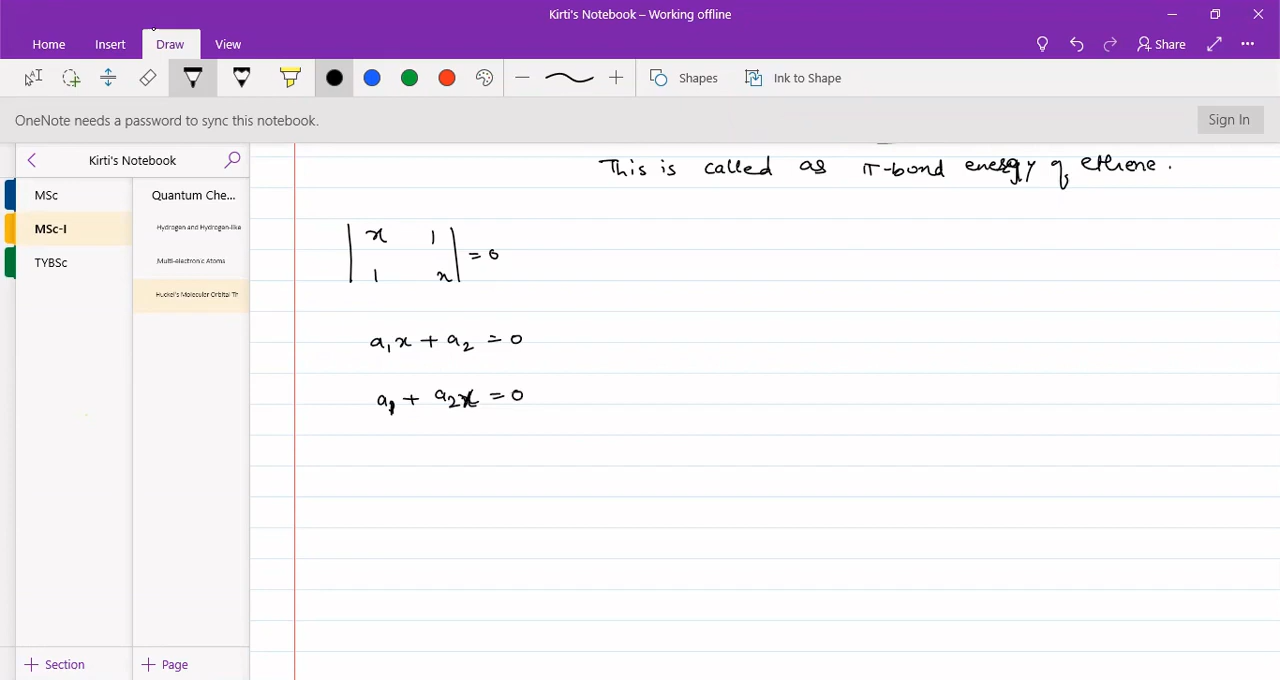 Kirti's Notebook – Working offline
Home Insert Draw View
Share
Shapes Ink to Shape
OneNote needs a password to sync this notebook.
Sign In
Kirti's Notebook
MSc
MSc-I
TYBSc
Quantum Che...
Hydrogen and Hydrogen-like
Multi-electronic Atoms
Huckel's Molecular Orbital Th
This is called as π-bond energy of ethene.
| x 1 |
| 1 x | = 0
a₁x + a₂ = 0
a₁ + a₂x = 0
+ Section + Page